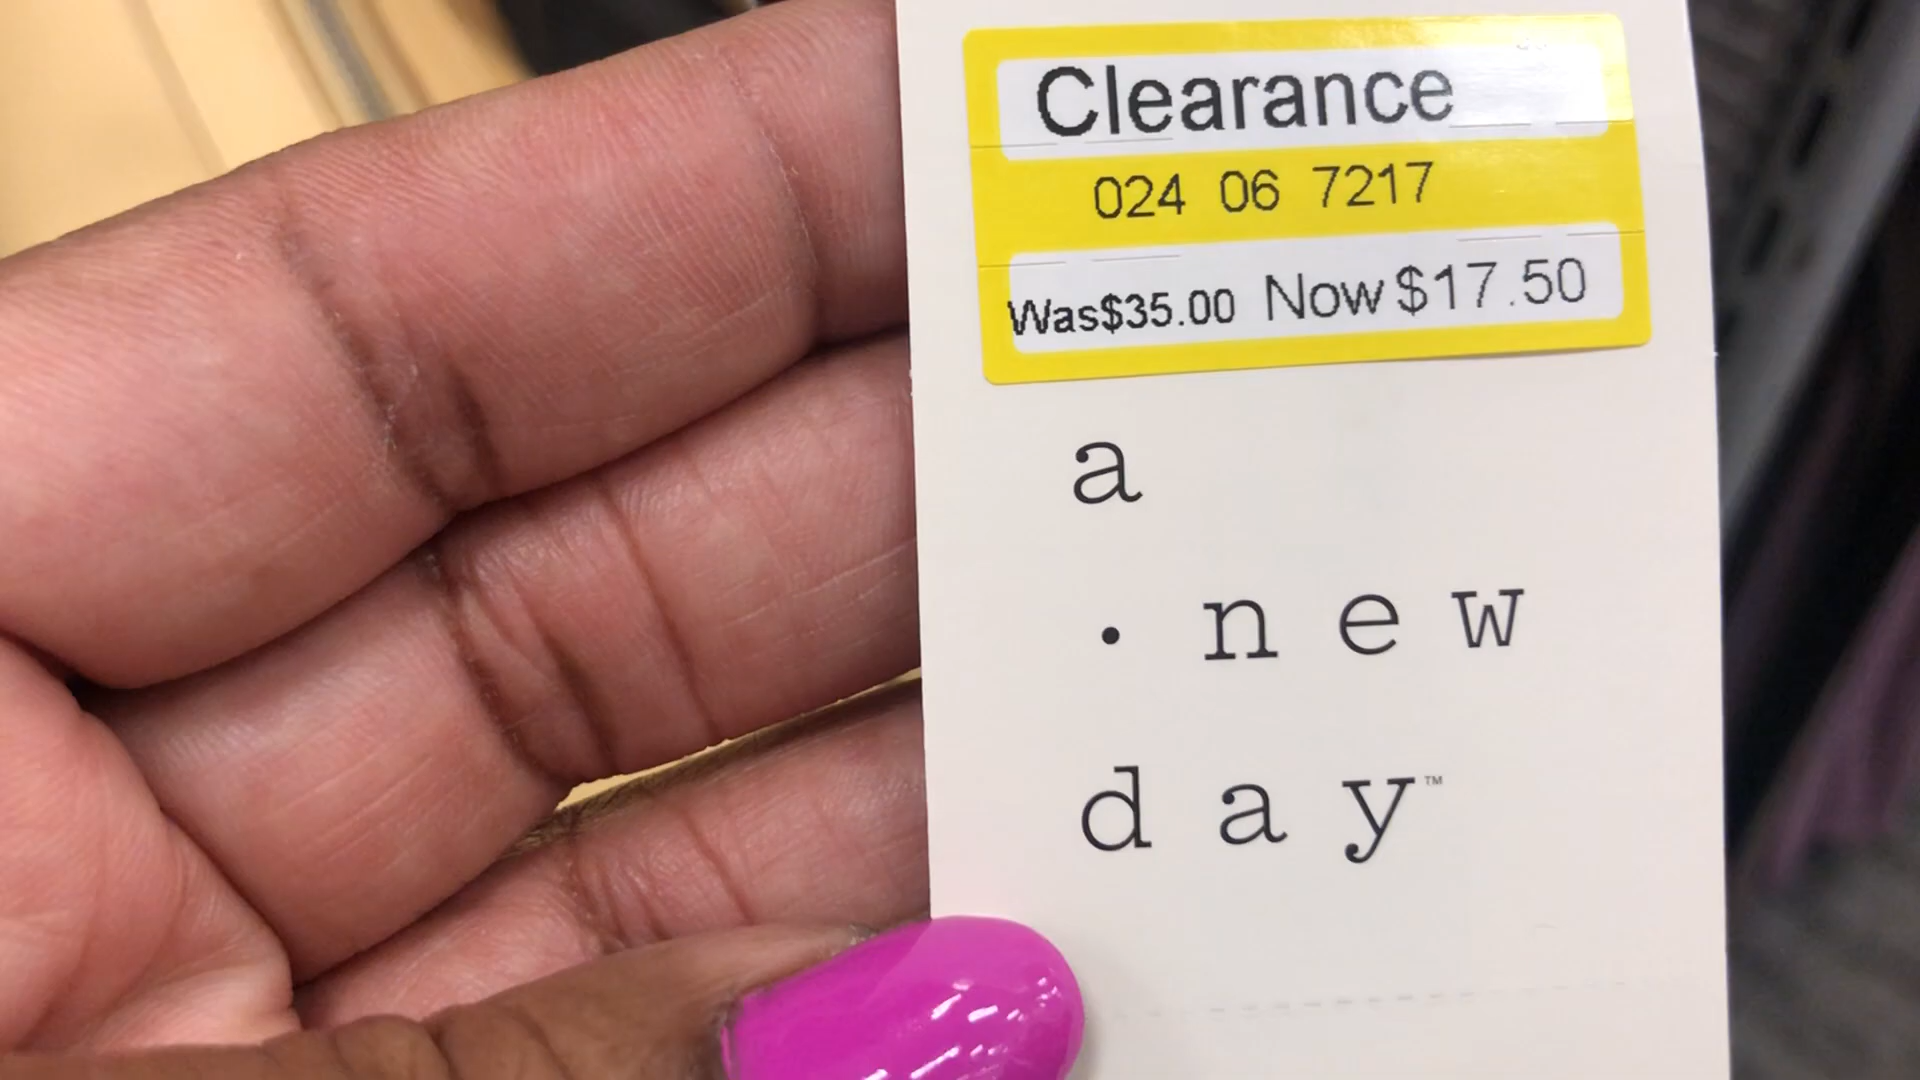 Clearance
024 06 7217
Was$35.00 Now $17.50
a
· new
day™